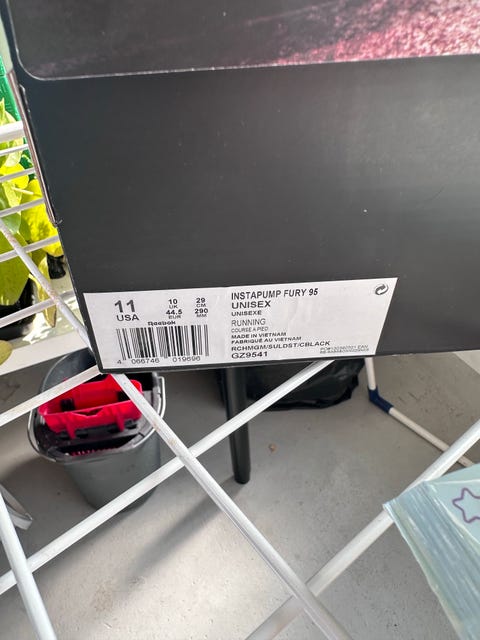 11 10 29 INSTAPUMP FURY 95
USA UK CM UNISEX
44.5 290 UNISEXE
EUR MM RUNNING
Reebok COURSE A PIED
MADE IN VIETNAM
FABRIQUÉ AU VIETNAM
RCHMGM/SULDST/CBLACK
4 066746 019696 GZ9541